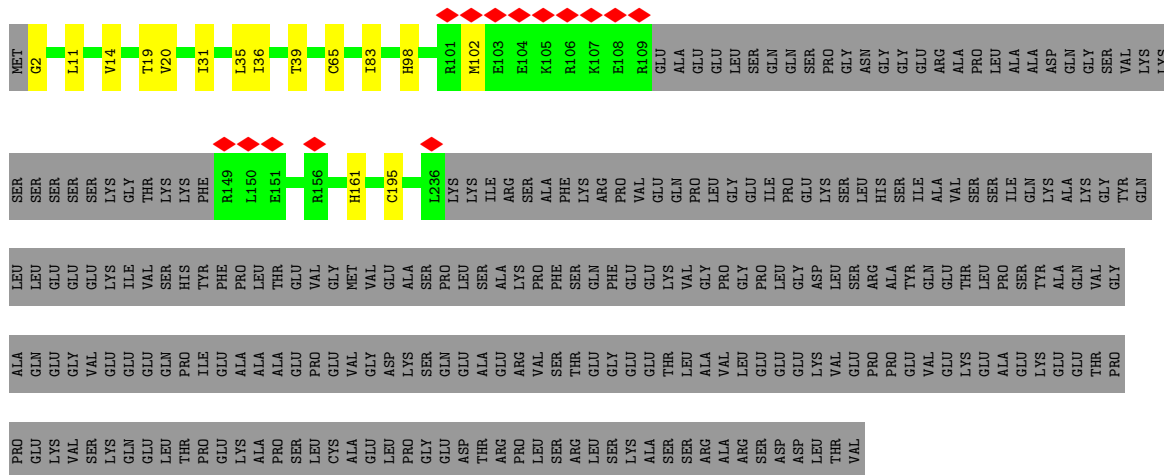 MET G2 L11 V14 T19 V20 I31 L35 I36 T39 C65 I83 H98 R101 M102 E103 E104 K105 R106 K107 E108 R109 GLU ALA GLU GLU LEU SER GLN GLN SER PRO GLY ASN GLY GLY GLU ARG ALA PRO LEU ALA ALA ASP GLN GLY SER VAL LYS LYS
SER SER SER SER SER LYS GLY THR LYS LYS PHE R149 L150 E151 R156 H161 C195 L236 LYS LYS ILE ARG SER ALA PHE LYS ARG PRO VAL GLU GLN PRO LEU GLY GLU ILE PRO GLU LYS SER LEU HIS SER ILE ALA VAL SER SER ILE GLN LYS ALA LYS GLY TYR GLN
LEU LEU GLU GLU GLU LYS ILE VAL SER HIS TYR PHE PRO LEU THR GLU VAL GLY MET VAL GLU ALA SER PRO LEU SER ALA LYS PRO PHE SER GLN PHE GLU GLU LYS VAL GLY PRO GLY PRO LEU GLY ASP LEU SER ARG ALA TYR GLN GLU THR LEU PRO SER TYR ALA GLN VAL GLY
ALA GLN GLU GLY VAL GLU GLU GLU GLN PRO ILE GLU ALA ALA ALA GLU PRO GLU VAL GLY ASP LYS SER GLN GLU ALA GLU ARG VAL SER THR GLU GLY GLU GLU GLU THR LEU ALA VAL LEU GLU GLU GLU LYS VAL GLU PRO PRO GLU VAL GLU LYS GLU ALA GLU LYS GLU GLU THR PRO
PRO GLU LYS VAL SER LYS GLN GLU LEU THR PRO GLU LYS ALA PRO SER LEU CYS ALA GLU LEU PRO GLY GLU ASP THR ARG PRO LEU SER ARG LEU SER LYS ALA SER SER ARG ALA ARG SER ASP ASP LEU THR VAL